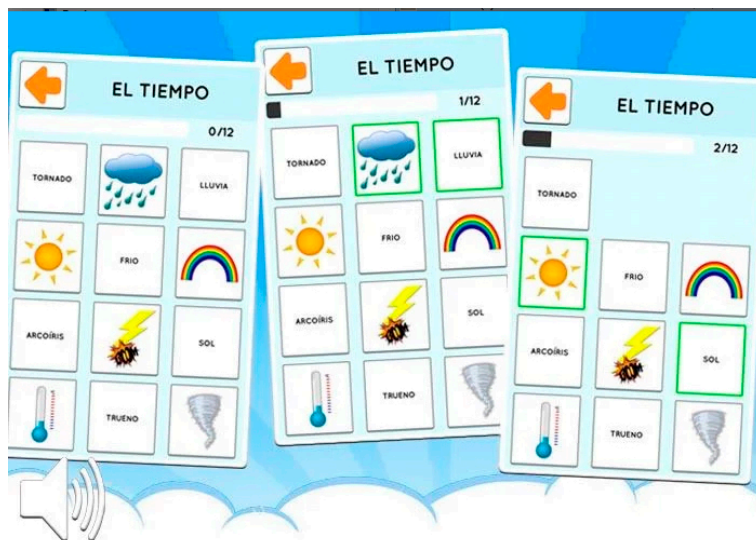 EL TIEMPO
0/12
TORNADO
LLUVIA
FRIO
ARCOÍRIS
SOL
TRUENO
EL TIEMPO
1/12
TORNADO
LLUVIA
FRIO
ARCOÍRIS
SOL
TRUENO
EL TIEMPO
2/12
TORNADO
FRIO
ARCOÍRIS
SOL
TRUENO